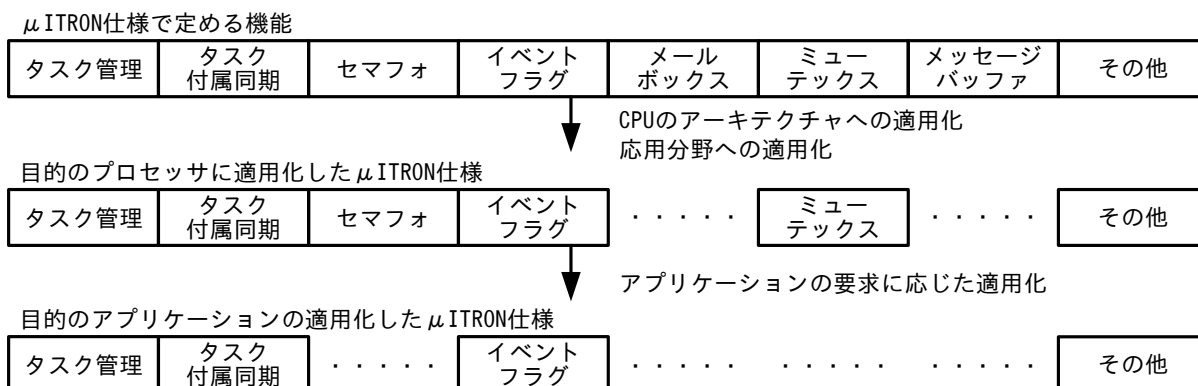 μITRON仕様で定める機能
タスク管理
タスク
付属同期
セマフォ
イベント
フラグ
メール
ボックス
ミュー
テックス
メッセージ
バッファ
その他
CPUのアーキテクチャへの適用化
応用分野への適用化
目的のプロセッサに適用化したμITRON仕様
タスク管理
タスク
付属同期
セマフォ
イベント
フラグ
・・・・・
ミュー
テックス
・・・・・
その他
アプリケーションの要求に応じた適用化
目的のアプリケーションの適用化したμITRON仕様
タスク管理
タスク
付属同期
・・・・・
イベント
フラグ
・・・・・
・・・・・
・・・・・
その他